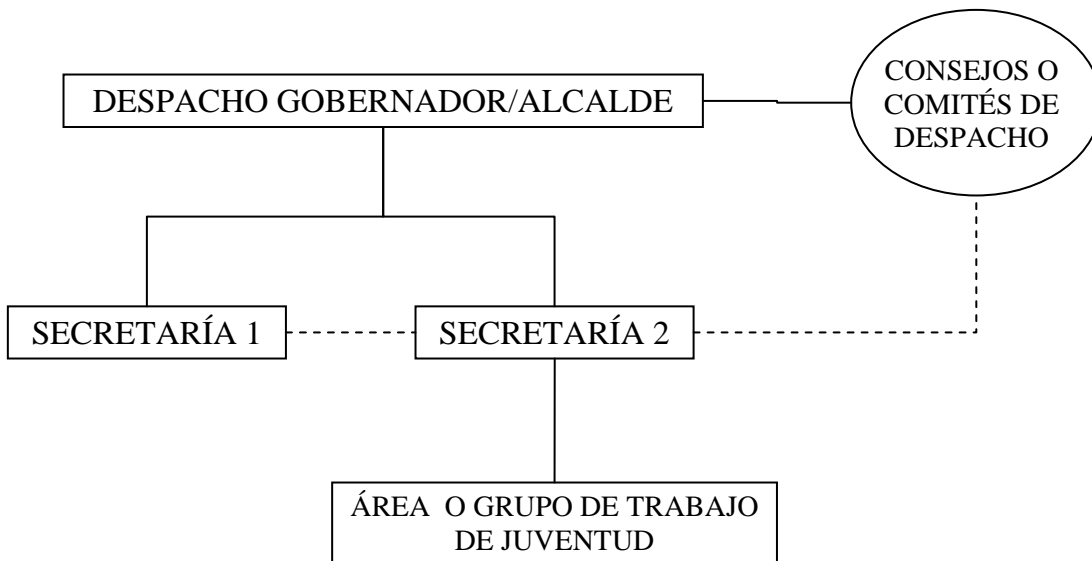 CONSEJOS O
COMITÉS DE
DESPACHO
DESPACHO GOBERNADOR/ALCALDE
SECRETARÍA 1
SECRETARÍA 2
ÁREA O GRUPO DE TRABAJO
DE JUVENTUD